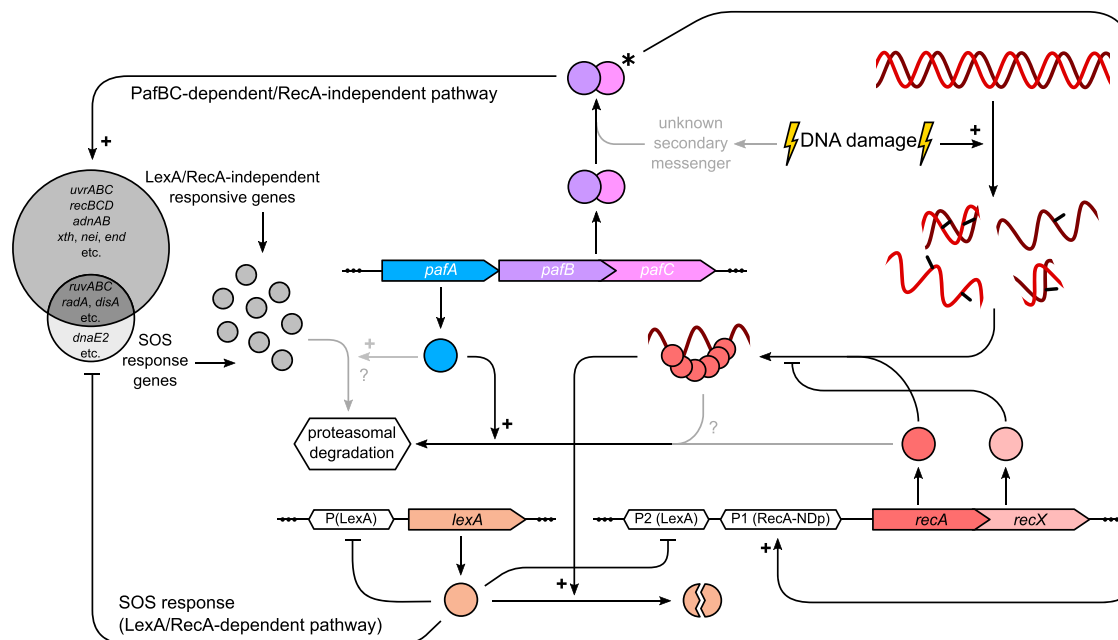 *
PafBC-dependent/RecA-independent pathway
unknown
secondary
messenger
DNA damage
+
+
uvrABC
recBCD
adnAB
xth, nei, end
etc.
LexA/RecA-independent
responsive genes
ruvABC
radA, disA
etc.
dnaE2
etc.
SOS
response
genes
pafA
pafB
pafC
+
?
+
?
proteasomal
degradation
P(LexA)
lexA
P2 (LexA)
P1 (RecA-NDp)
recA
recX
+
+
SOS response
(LexA/RecA-dependent pathway)